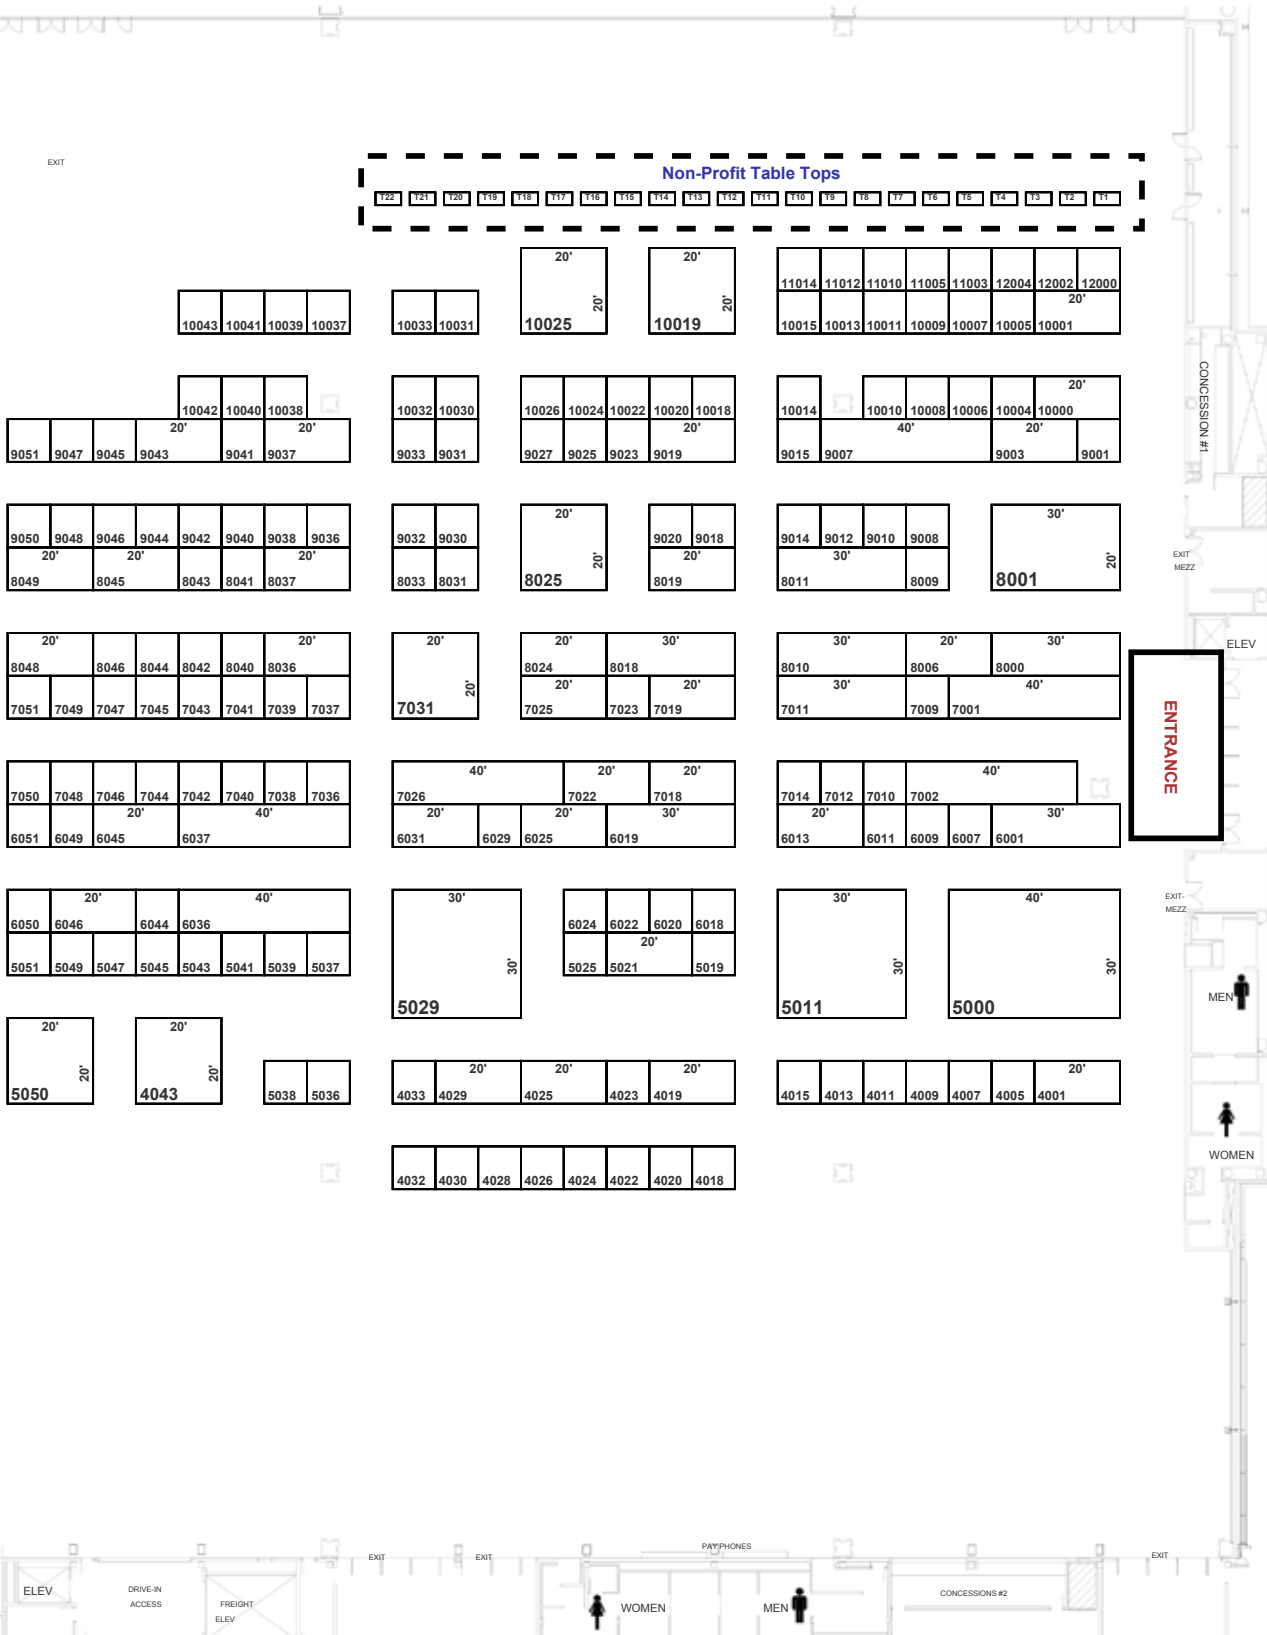 EXIT
Non-Profit Table Tops
T22 T21 T20 T19 T18 T17 T16 T15 T14 T13 T12 T11 T10 T9 T8 T7 T6 T5 T4 T3 T2 T1
20' 20'
20' 20'
11014 11012 11010 11005 11003 12004 12002 12000
20'
10043 10041 10039 10037 10033 10031 10025 10019 10015 10013 10011 10009 10007 10005 10001
CONCESSION #1
20'
10042 10040 10038 10032 10030 10026 10024 10022 10020 10018 10014 10010 10008 10006 10004 10000
20' 20' 20' 40' 20'
9051 9047 9045 9043 9041 9037 9033 9031 9027 9025 9023 9019 9015 9007 9003 9001
20' 30'
9050 9048 9046 9044 9042 9040 9038 9036 9032 9030 9020 9018 9014 9012 9010 9008
20' 20' 20' 20' 20' 30' 20'
8049 8045 8043 8041 8037 8033 8031 8025 8019 8011 8009 8001
EXIT
MEZZ
ELEV
20' 20' 20' 20' 30' 30' 20' 30'
8048 8046 8044 8042 8040 8036 8024 8018 8010 8006 8000
20' 20' 20' 30' 40'
7051 7049 7047 7045 7043 7041 7039 7037 7031 7025 7023 7019 7011 7009 7001
ENTRANCE
40' 20' 20' 40'
7050 7048 7046 7044 7042 7040 7038 7036 7026 7022 7018 7014 7012 7010 7002
20' 40' 20' 20' 30' 20' 30'
6051 6049 6045 6037 6031 6029 6025 6019 6013 6011 6009 6007 6001
EXIT-
MEZZ
20' 40' 30' 30' 40'
6050 6046 6044 6036 6024 6022 6020 6018
20'
5051 5049 5047 5045 5043 5041 5039 5037 30' 5025 5021 5019 30' 30'
5029 5011 5000
MEN
20' 20'
20' 20' 20' 20' 20' 20'
5050 4043 5038 5036 4033 4029 4025 4023 4019 4015 4013 4011 4009 4007 4005 4001
WOMEN
4032 4030 4028 4026 4024 4022 4020 4018
PAY PHONES
EXIT EXIT EXIT
ELEV
DRIVE-IN
ACCESS
FREIGHT
ELEV
WOMEN
MEN
CONCESSIONS #2